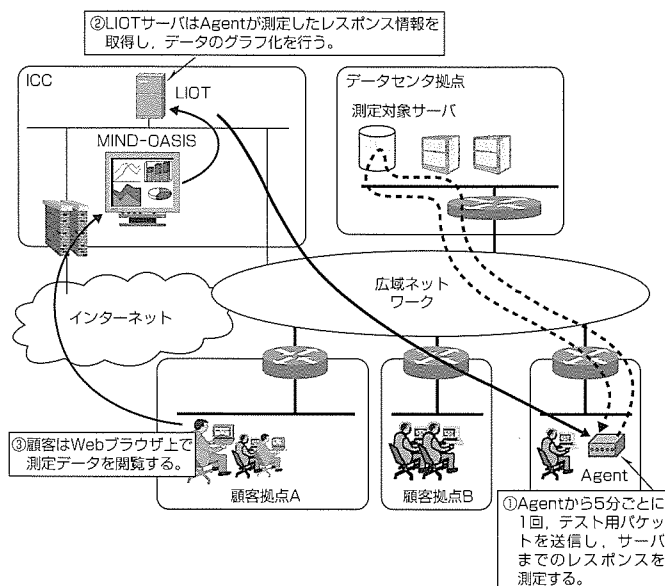 ②LIOTサーバはAgentが測定したレスポンス情報を
取得し，データのグラフ化を行う。
ICC
LIOT
MIND-OASIS
データセンタ拠点
測定対象サーバ
インターネット
広域ネット
ワーク
③顧客はWebブラウザ上で
測定データを閲覧する。
顧客拠点A
顧客拠点B
Agent
①Agentから5分ごとに
1回，テスト用パケッ
トを送信し，サーバ
までのレスポンスを
測定する。